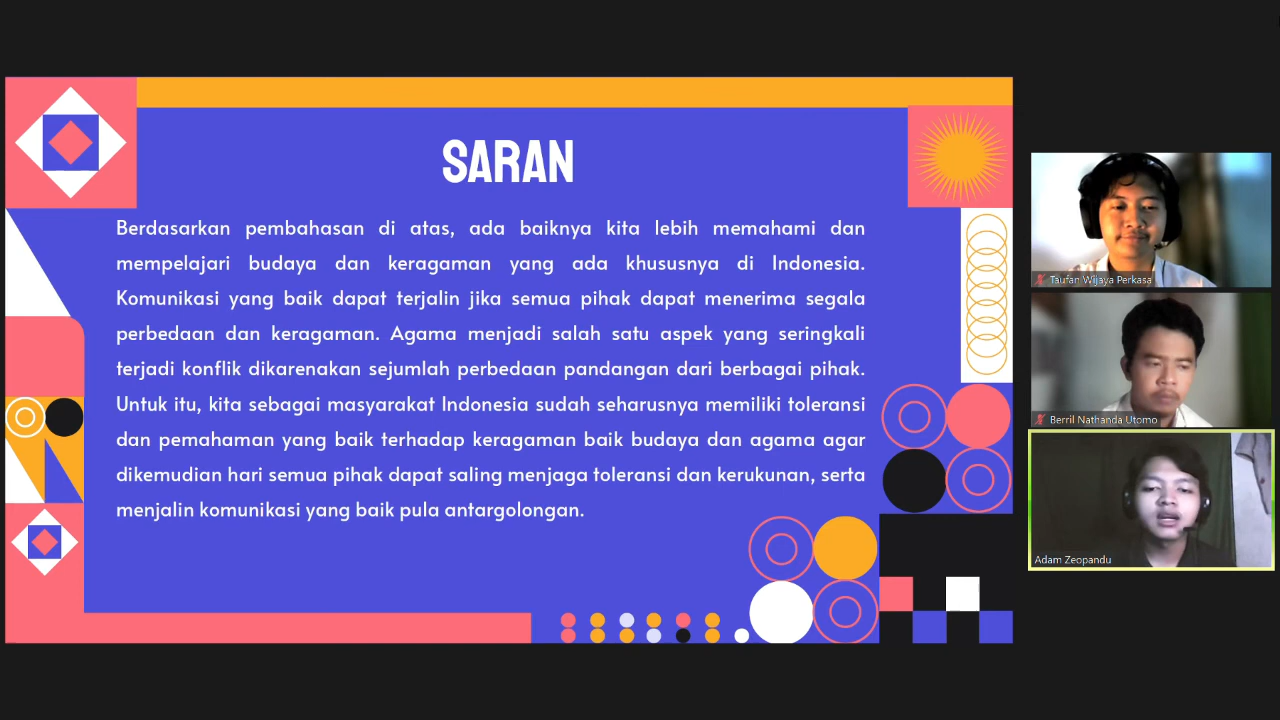 SARAN
Berdasarkan pembahasan di atas, ada baiknya kita lebih memahami dan
mempelajari budaya dan keragaman yang ada khususnya di Indonesia.
Komunikasi yang baik dapat terjalin jika semua pihak dapat menerima segala
perbedaan dan keragaman. Agama menjadi salah satu aspek yang seringkali
terjadi konflik dikarenakan sejumlah perbedaan pandangan dari berbagai pihak.
Untuk itu, kita sebagai masyarakat Indonesia sudah seharusnya memiliki toleransi
dan pemahaman yang baik terhadap keragaman baik budaya dan agama agar
dikemudian hari semua pihak dapat saling menjaga toleransi dan kerukunan, serta
menjalin komunikasi yang baik pula antargolongan.
Taufan Wijaya Perkasa
Berril Nathanda Utomo
Adam Zeopandu